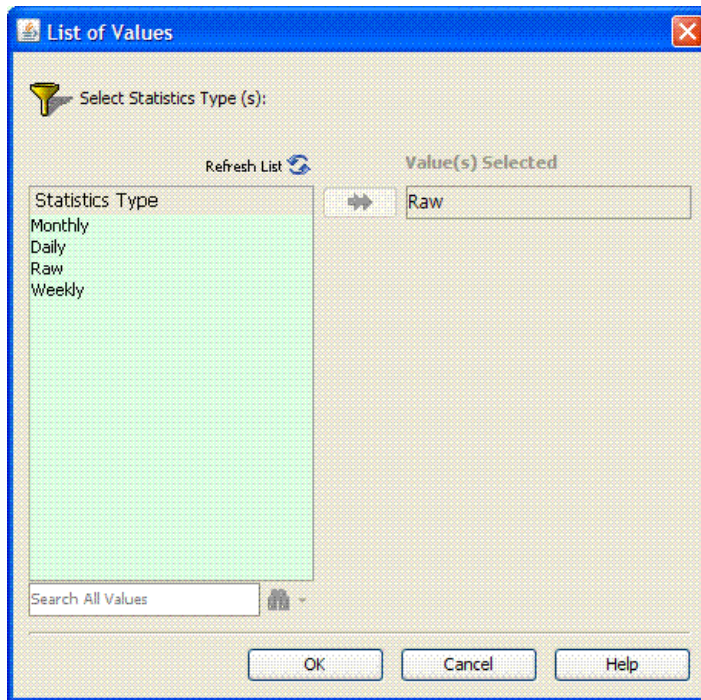 List of Values
Select Statistics Type (s):
Refresh List
Value(s) Selected
Statistics Type
Raw
Monthly
Daily
Raw
Weekly
Search All Values
OK
Cancel
Help